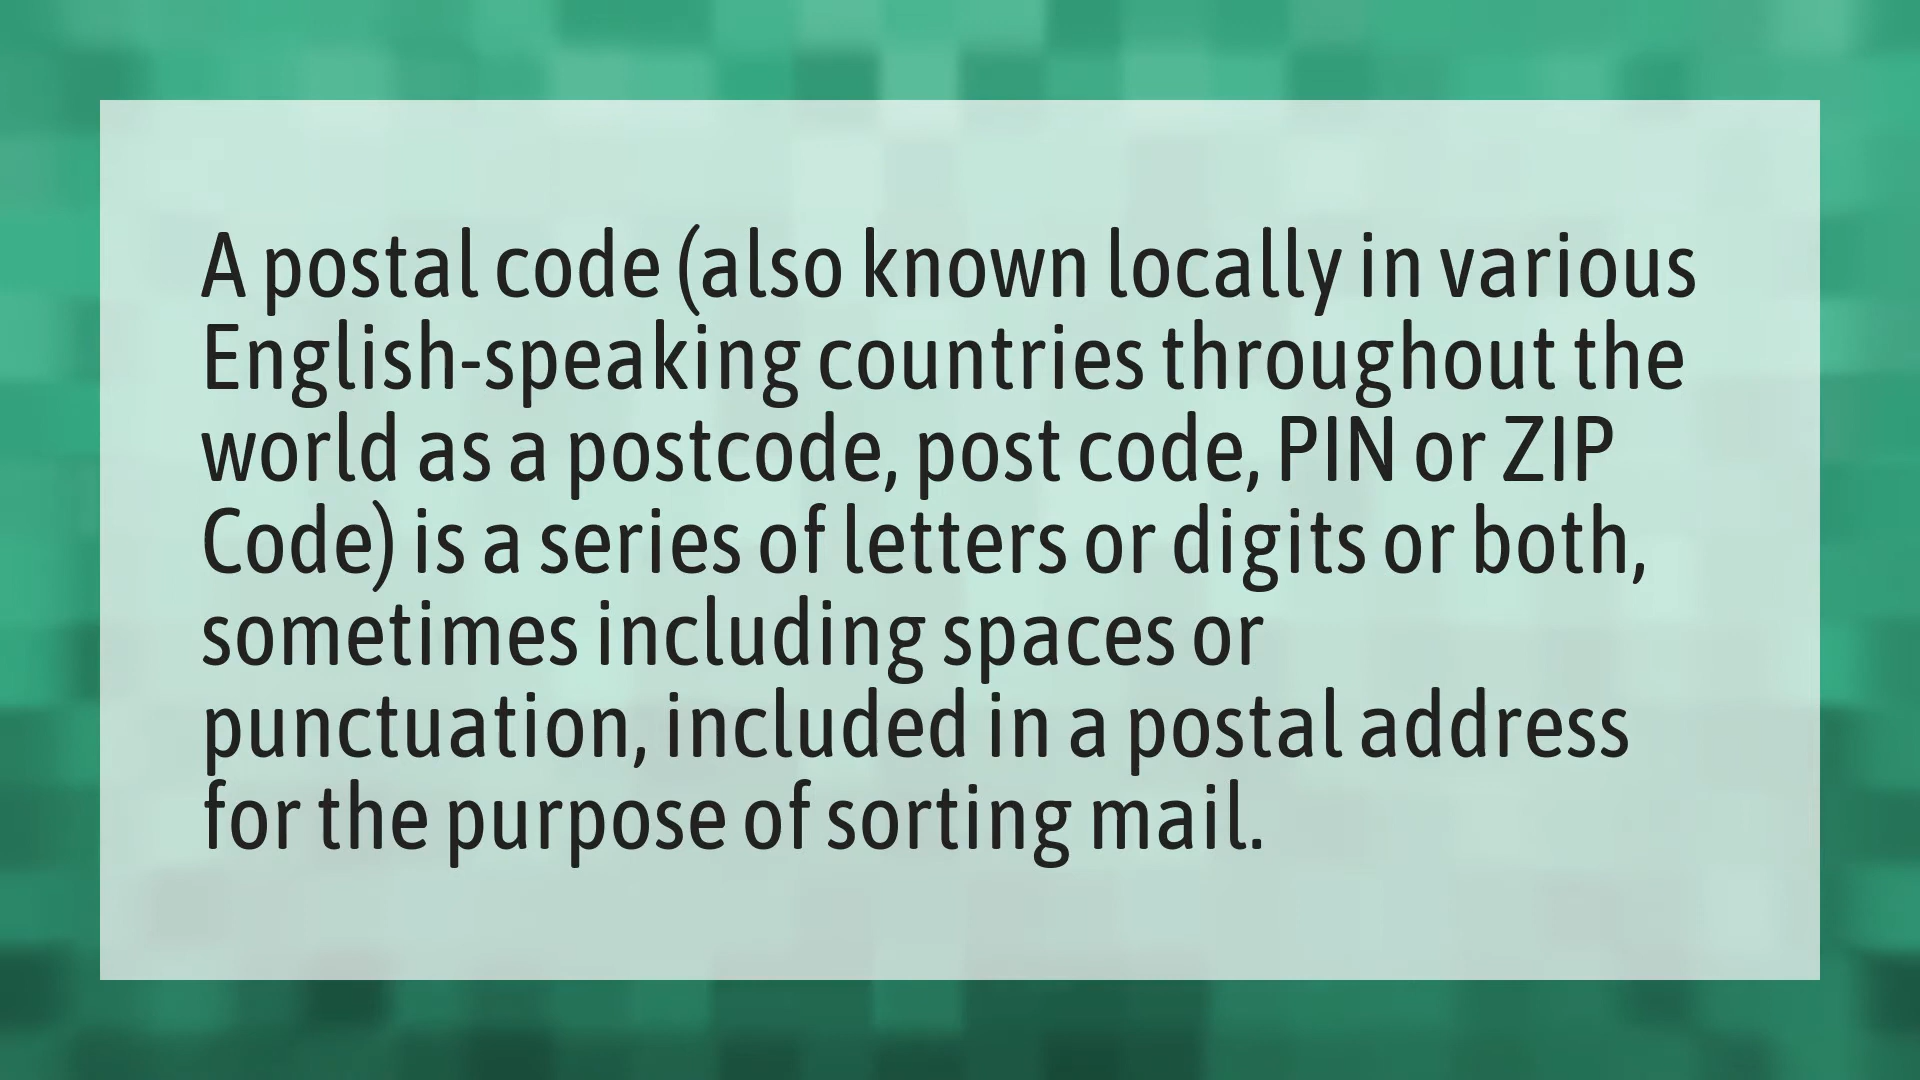 A postal code (also known locally in various
English-speaking countries throughout the
world as a postcode, post code, PIN or ZIP
Code) is a series of letters or digits or both,
sometimes including spaces or
punctuation, included in a postal address
for the purpose of sorting mail.